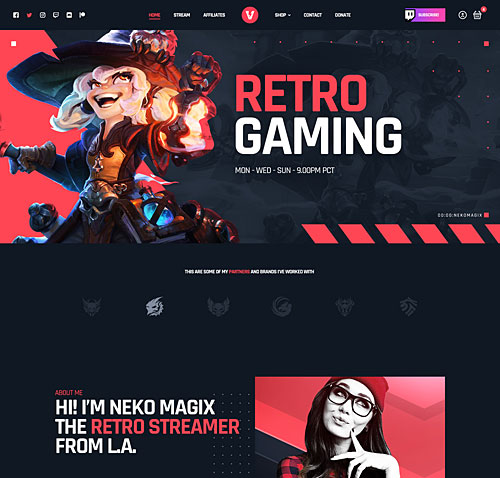 HOME STREAM AFFILIATES V SHOP CONTACT DONATE SUBSCRIBE
RETRO
GAMING
MON - WED - SUN - 9.00PM PCT
00:00:NEKOMAGIX
THIS ARE SOME OF MY PARTNERS AND BRANDS I'VE WORKED WITH
ABOUT ME
HI! I'M NEKO MAGIX
THE RETRO STREAMER
FROM L.A.